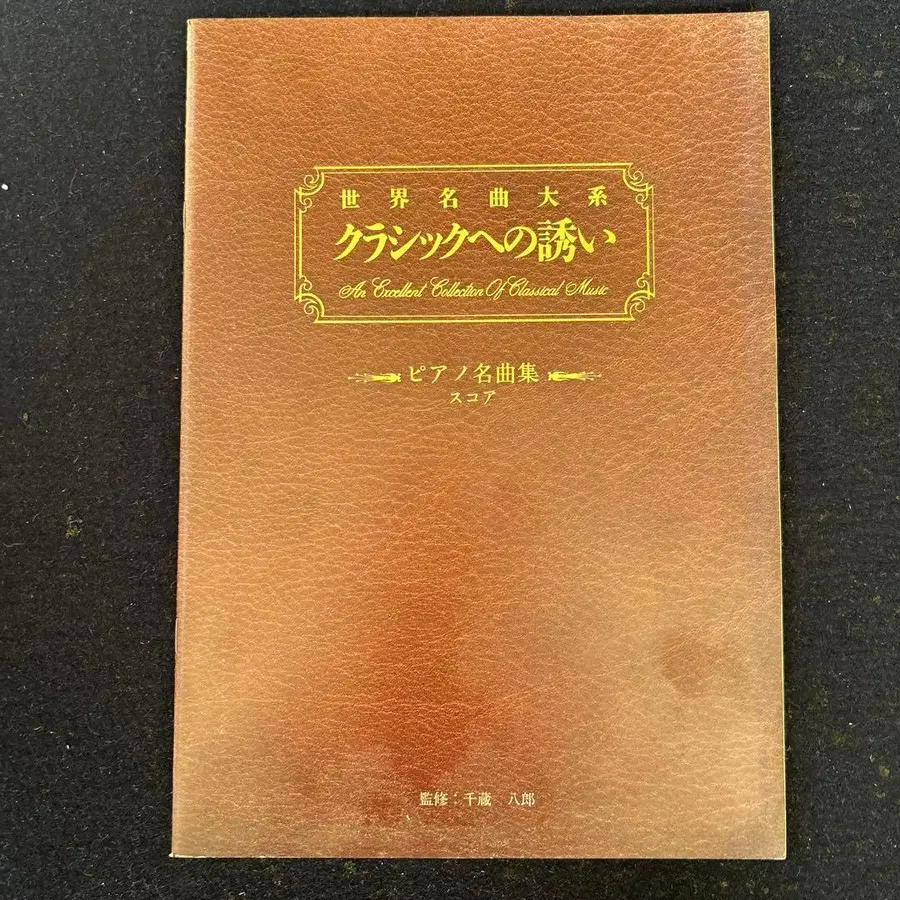 世界名曲大系
クラシックへの誘い
An Excellent Collection Of Classical Music
ピアノ名曲集
スコア
監修：千蔵　八郎